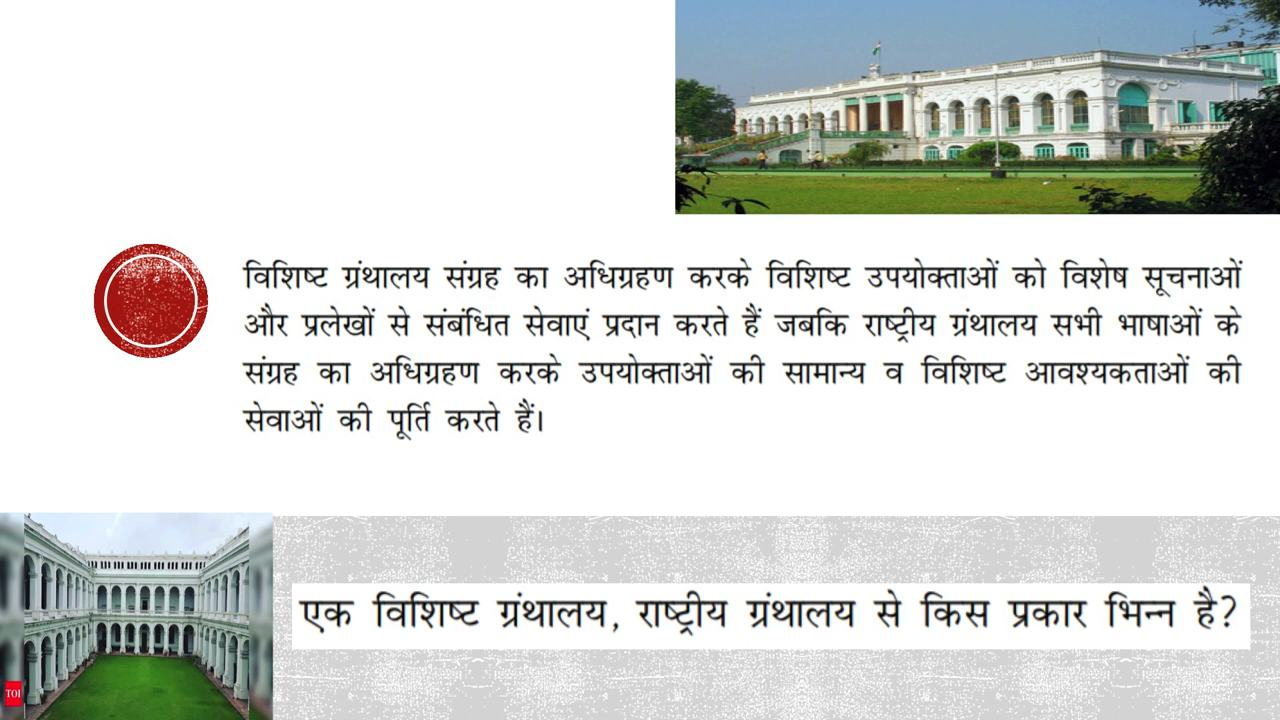 विशिष्ट ग्रंथालय संग्रह का अधिग्रहण करके विशिष्ट उपयोक्ताओं को विशेष सूचनाओं
और प्रलेखों से संबंधित सेवाएं प्रदान करते हैं जबकि राष्ट्रीय ग्रंथालय सभी भाषाओं के
संग्रह का अधिग्रहण करके उपयोक्ताओं की सामान्य व विशिष्ट आवश्यकताओं की
सेवाओं की पूर्ति करते हैं।
एक विशिष्ट ग्रंथालय, राष्ट्रीय ग्रंथालय से किस प्रकार भिन्न है?
TOI